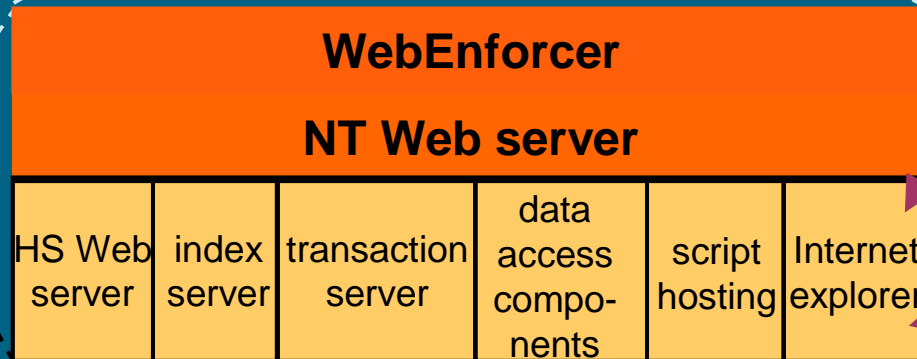 WebEnforcer
NT Web server
HS Web
server
index
server
transaction
server
data
access
compo-
nents
script
hosting
Internet
explorer